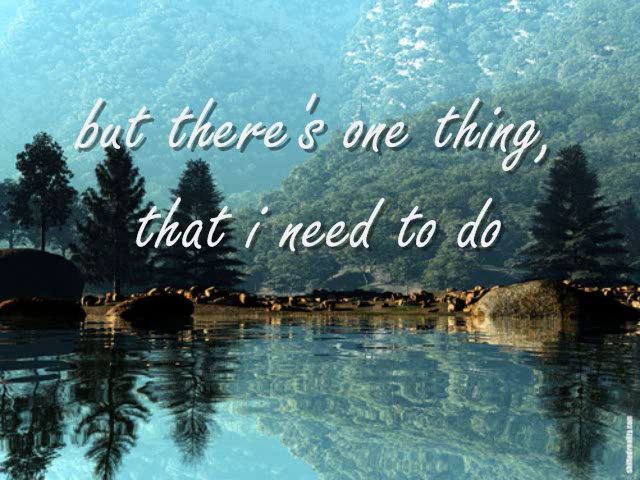 but there's one thing,
that i need to do